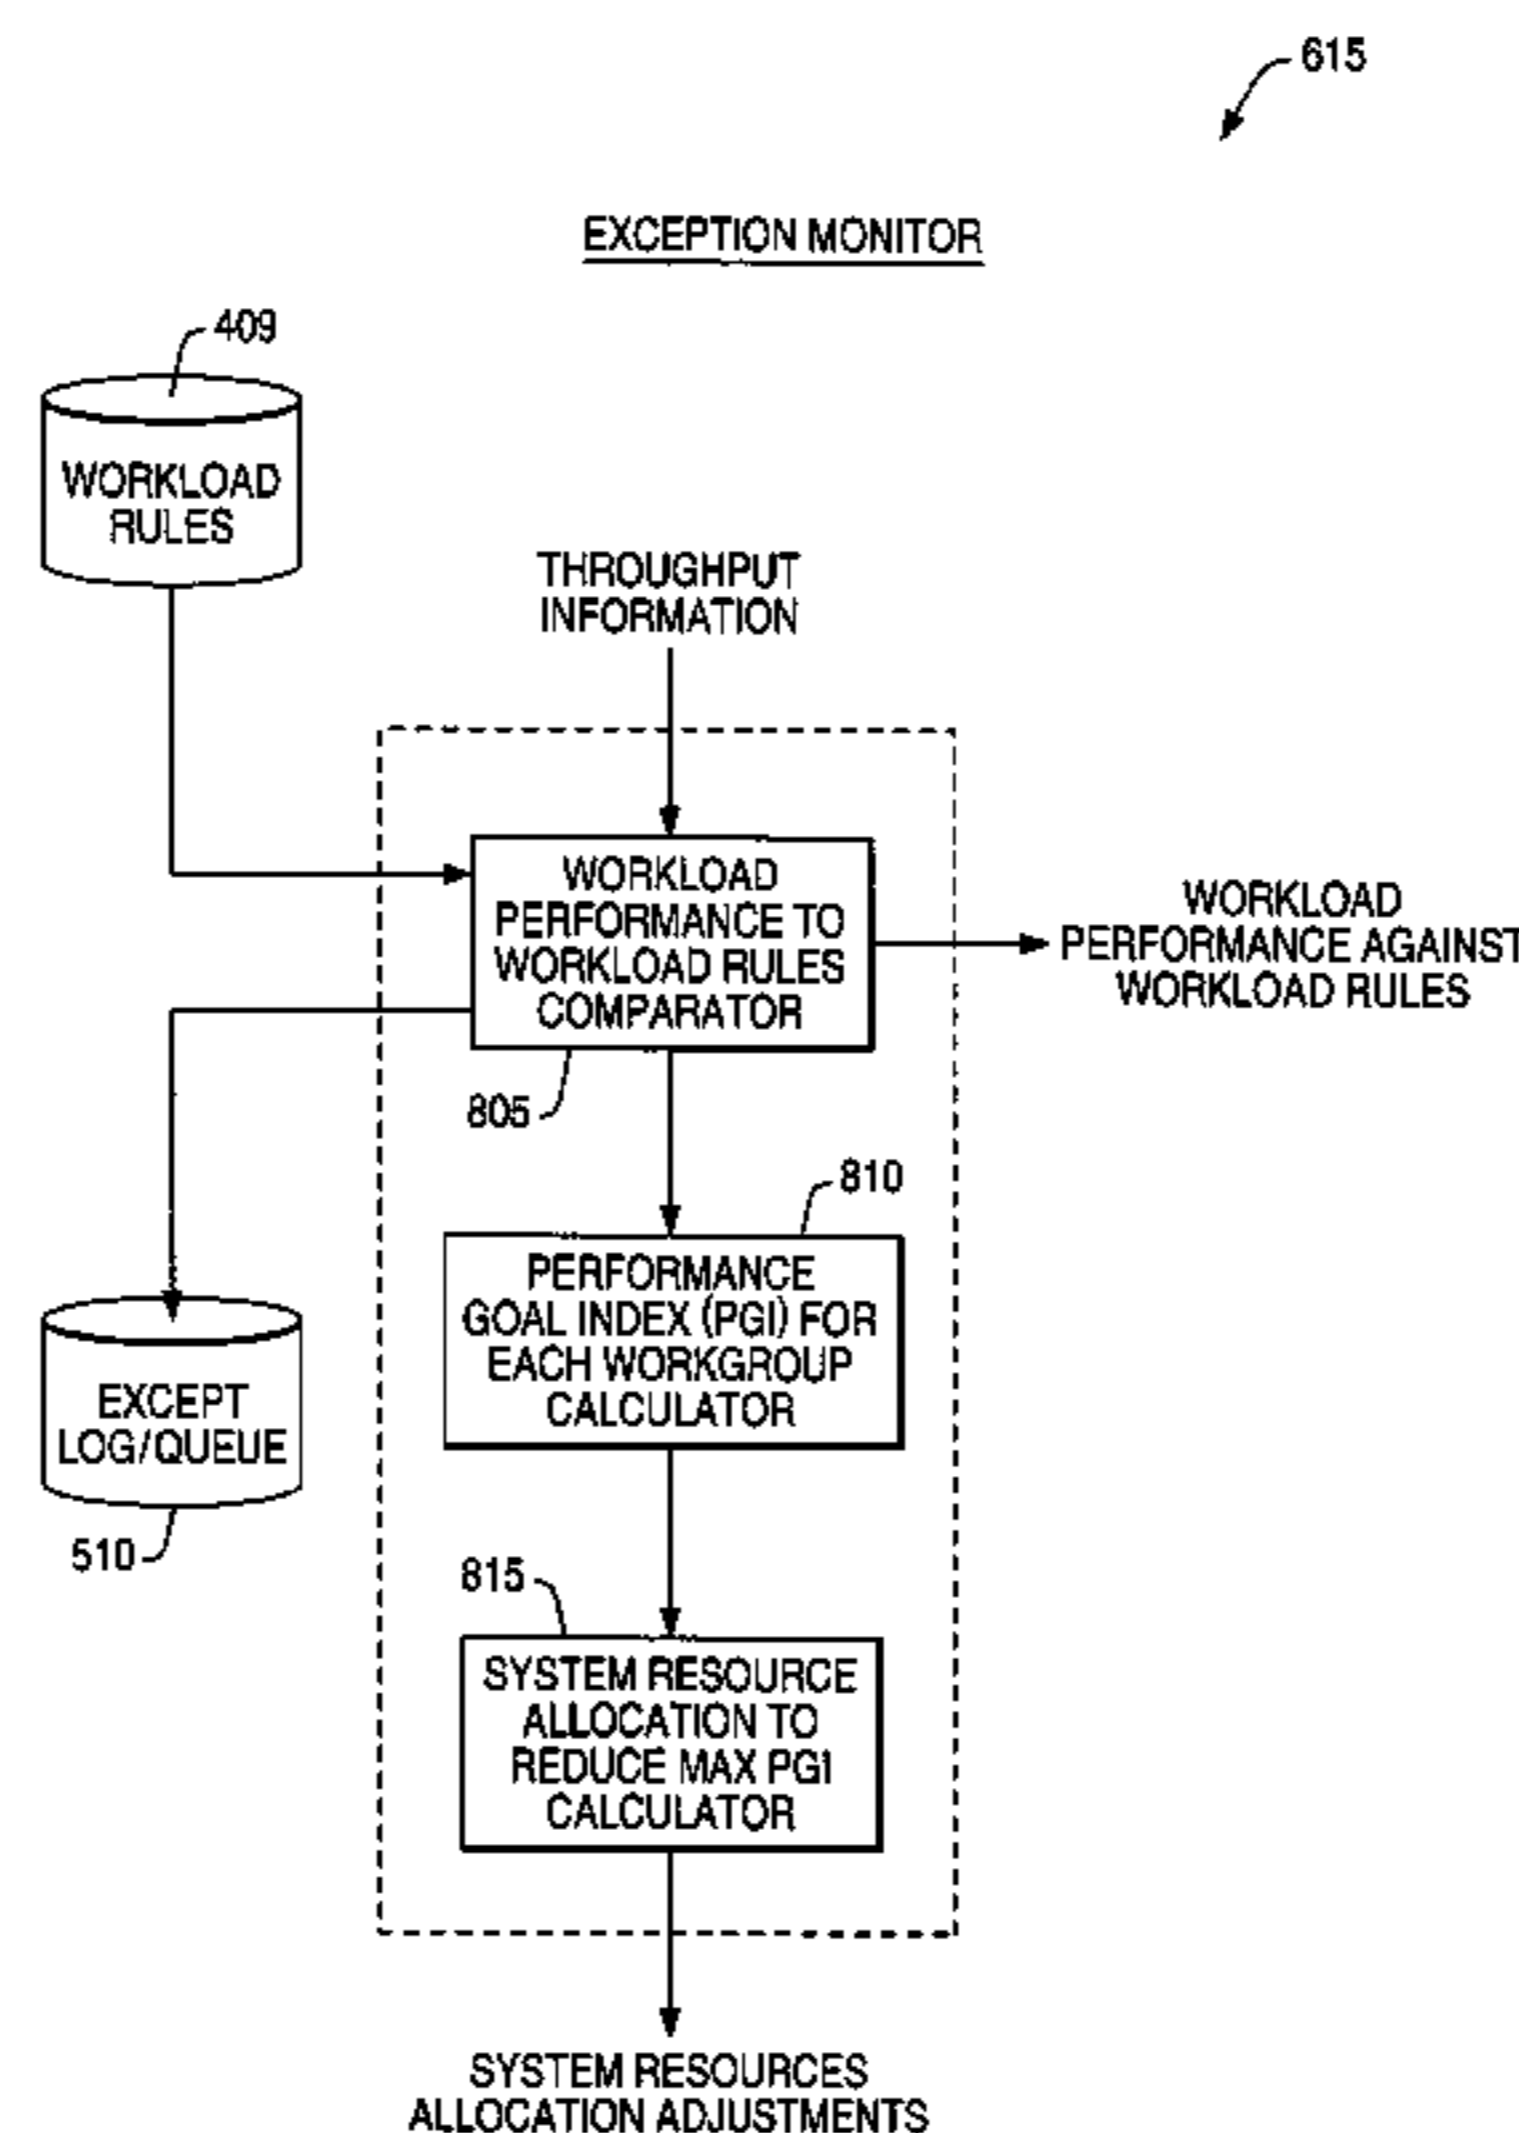 615
EXCEPTION MONITOR
409
WORKLOAD
RULES
THROUGHPUT
INFORMATION
WORKLOAD
PERFORMANCE TO
WORKLOAD RULES
COMPARATOR
805
WORKLOAD
PERFORMANCE AGAINST
WORKLOAD RULES
810
PERFORMANCE
GOAL INDEX (PGI) FOR
EACH WORKGROUP
CALCULATOR
EXCEPT
LOG/QUEUE
510
815
SYSTEM RESOURCE
ALLOCATION TO
REDUCE MAX PGI
CALCULATOR
SYSTEM RESOURCES
ALLOCATION ADJUSTMENTS